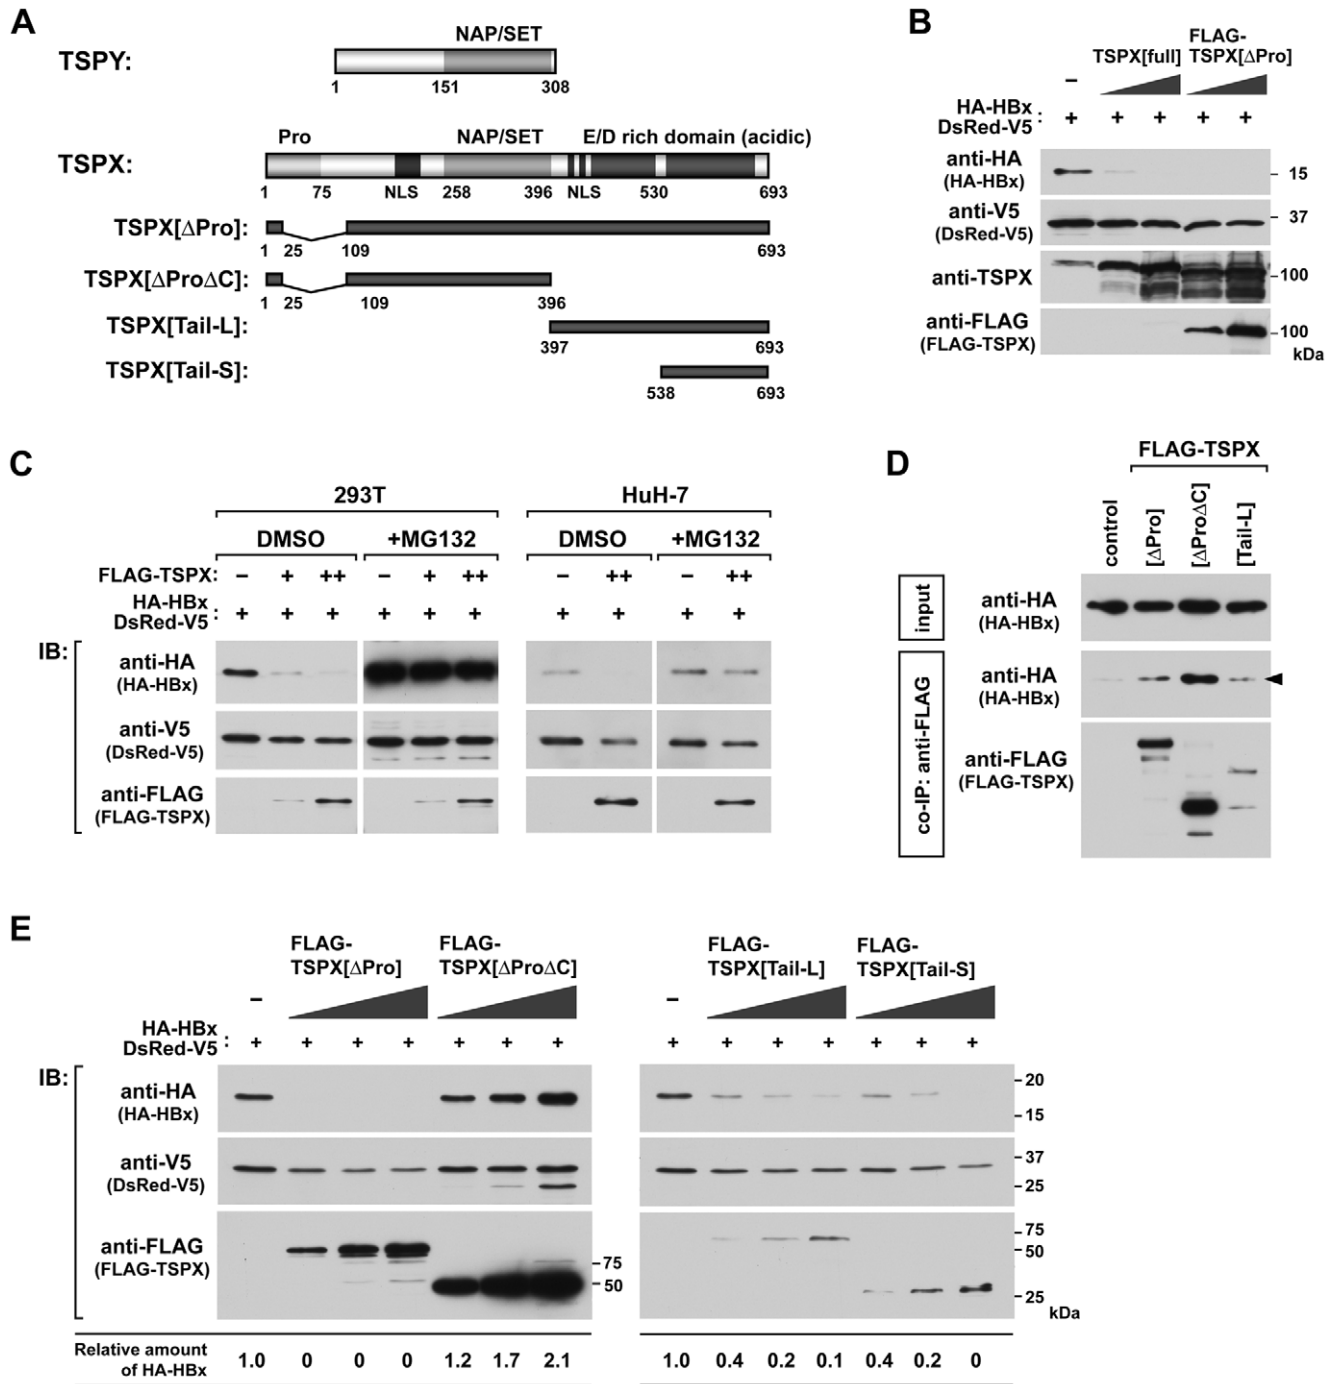 A
NAP/SET
TSPY:
1 151 308
Pro NAP/SET E/D rich domain (acidic)
TSPX:
1 75 NLS 258 396 NLS 530 693
TSPX[ΔPro]:
1 25 109 693
TSPX[ΔProΔC]:
1 25 109 396
TSPX[Tail-L]:
397 693
TSPX[Tail-S]:
538 693
B
FLAG-
TSPX[full] TSPX[ΔPro]
–
HA-HBx
DsRed-V5 : + + + + +
anti-HA
(HA-HBx)
15
anti-V5
(DsRed-V5)
37
anti-TSPX
100
anti-FLAG
(FLAG-TSPX)
100
kDa
C
293T HuH-7
DMSO +MG132 DMSO +MG132
FLAG-TSPX: – + ++ – + ++ – ++ – ++
HA-HBx
DsRed-V5 : + + + + + + + + + +
IB:
anti-HA
(HA-HBx)
anti-V5
(DsRed-V5)
anti-FLAG
(FLAG-TSPX)
D
FLAG-TSPX
control [ΔPro] [ΔProΔC] [Tail-L]
input
anti-HA
(HA-HBx)
co-IP: anti-FLAG
anti-HA
(HA-HBx)
anti-FLAG
(FLAG-TSPX)
E
FLAG- FLAG- FLAG- FLAG-
TSPX[ΔPro] TSPX[ΔProΔC] TSPX[Tail-L] TSPX[Tail-S]
– –
HA-HBx
DsRed-V5 : + + + + + + + + + + + + + +
IB:
anti-HA
(HA-HBx)
20
15
anti-V5
(DsRed-V5)
37
25
anti-FLAG
(FLAG-TSPX)
75
50
75
50
25
kDa
Relative amount
of HA-HBx
1.0 0 0 0 1.2 1.7 2.1 1.0 0.4 0.2 0.1 0.4 0.2 0